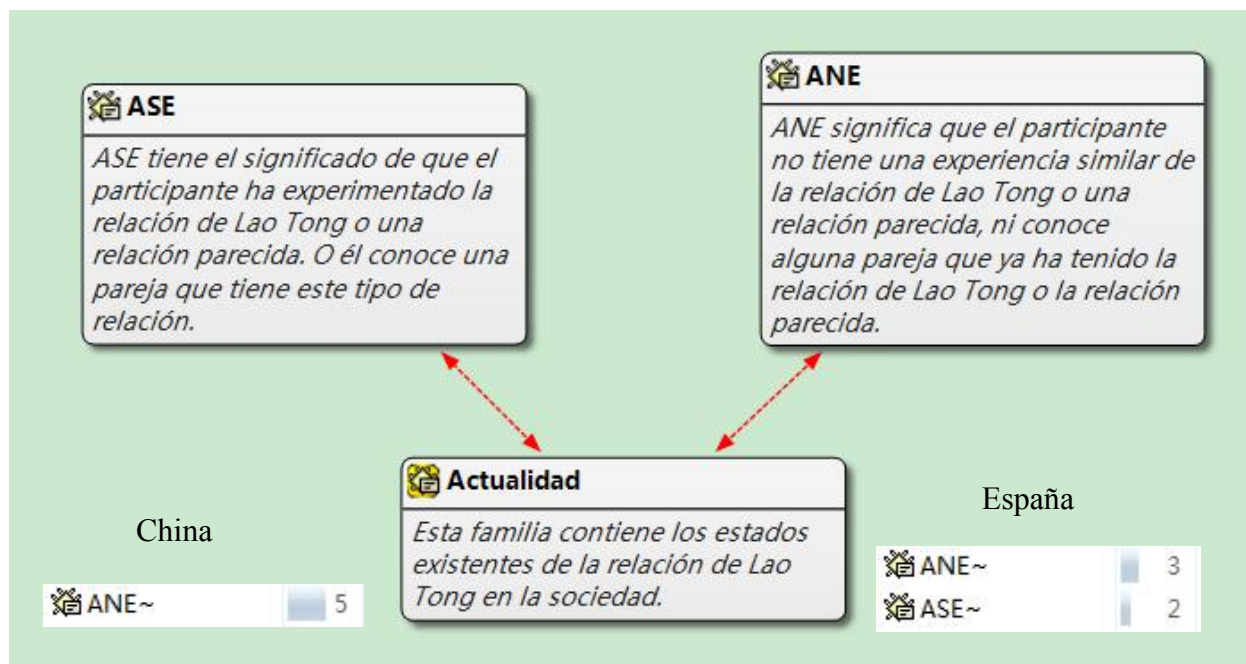 ASE
ASE tiene el significado de que el
participante ha experimentado la
relación de Lao Tong o una
relación parecida. O él conoce una
pareja que tiene este tipo de
relación.
ANE
ANE significa que el participante
no tiene una experiencia similar de
la relación de Lao Tong o una
relación parecida, ni conoce
alguna pareja que ya ha tenido la
relación de Lao Tong o la relación
parecida.
Actualidad
Esta familia contiene los estados
existentes de la relación de Lao
Tong en la sociedad.
China
ANE~ 5
España
ANE~ 3
ASE~ 2